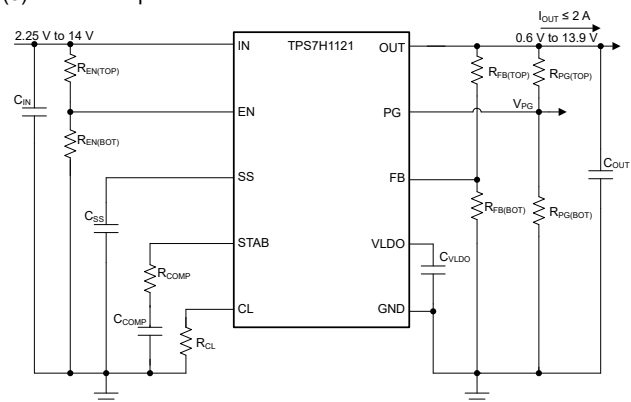 2.25 V to 14 V
IN
TPS7H1121
OUT
I_OUT ≤ 2 A
0.6 V to 13.9 V
R_EN(TOP)
R_FB(TOP)
R_PG(TOP)
C_IN
EN
PG
V_PG
R_EN(BOT)
C_OUT
SS
FB
C_SS
R_FB(BOT)
R_PG(BOT)
STAB
VLDO
C_VLDO
R_COMP
CL
GND
C_COMP
R_CL